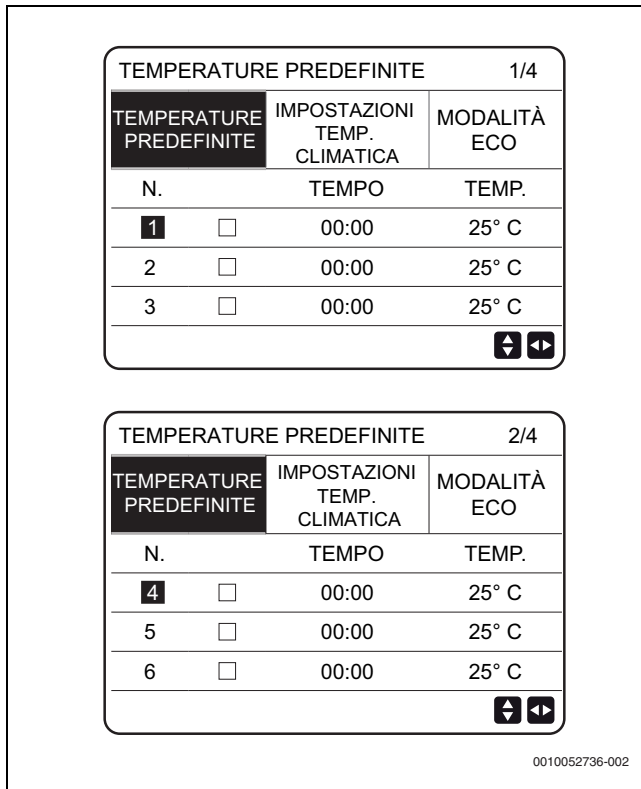 TEMPERATURE PREDEFINITE 1/4
TEMPERATURE PREDEFINITE
IMPOSTAZIONI TEMP. CLIMATICA
MODALITÀ ECO
N. TEMPO TEMP.
1 ☐ 00:00 25° C
2 ☐ 00:00 25° C
3 ☐ 00:00 25° C
TEMPERATURE PREDEFINITE 2/4
TEMPERATURE PREDEFINITE
IMPOSTAZIONI TEMP. CLIMATICA
MODALITÀ ECO
N. TEMPO TEMP.
4 ☐ 00:00 25° C
5 ☐ 00:00 25° C
6 ☐ 00:00 25° C
0010052736-002